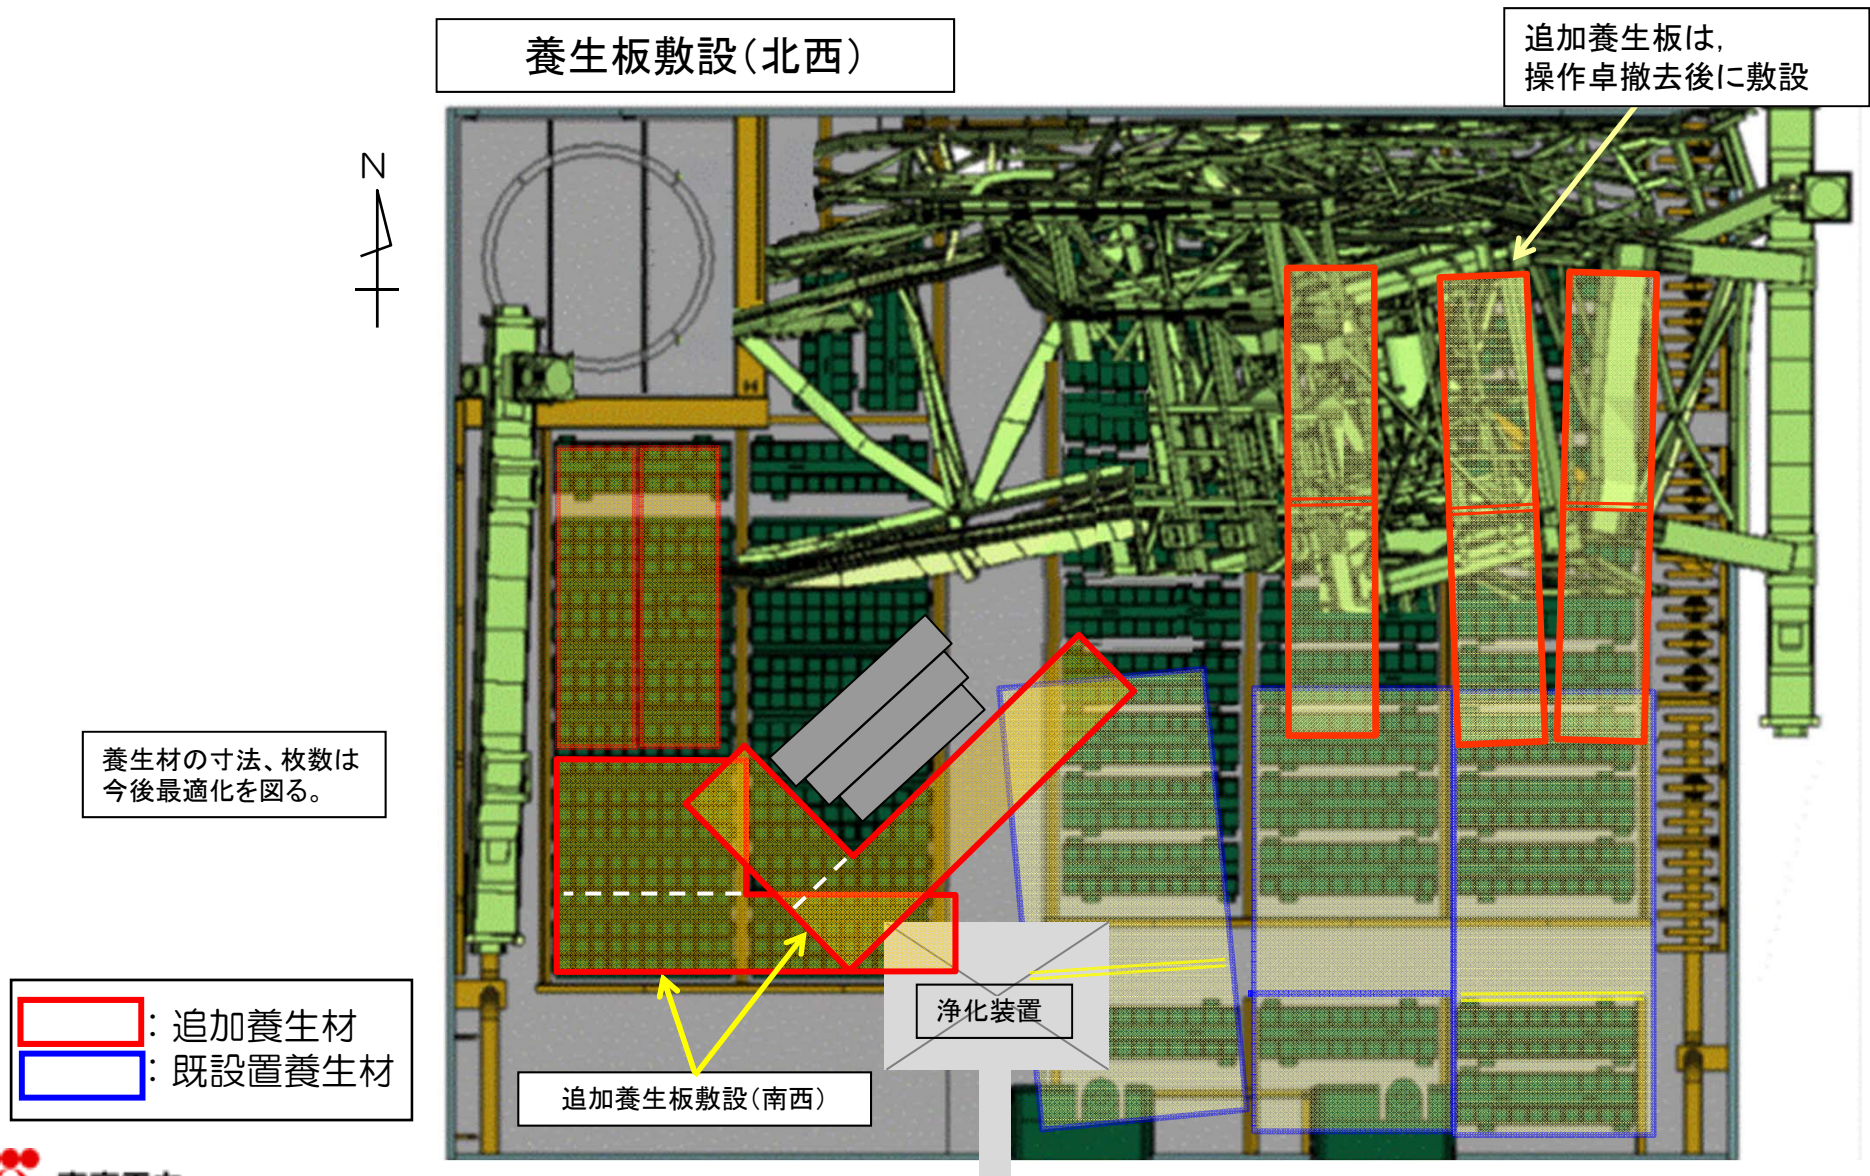 養生板敷設（北西）
追加養生板は,
操作卓撤去後に敷設
N
養生材の寸法、枚数は
今後最適化を図る。
浄化装置
：追加養生材
：既設置養生材
追加養生板敷設（南西）